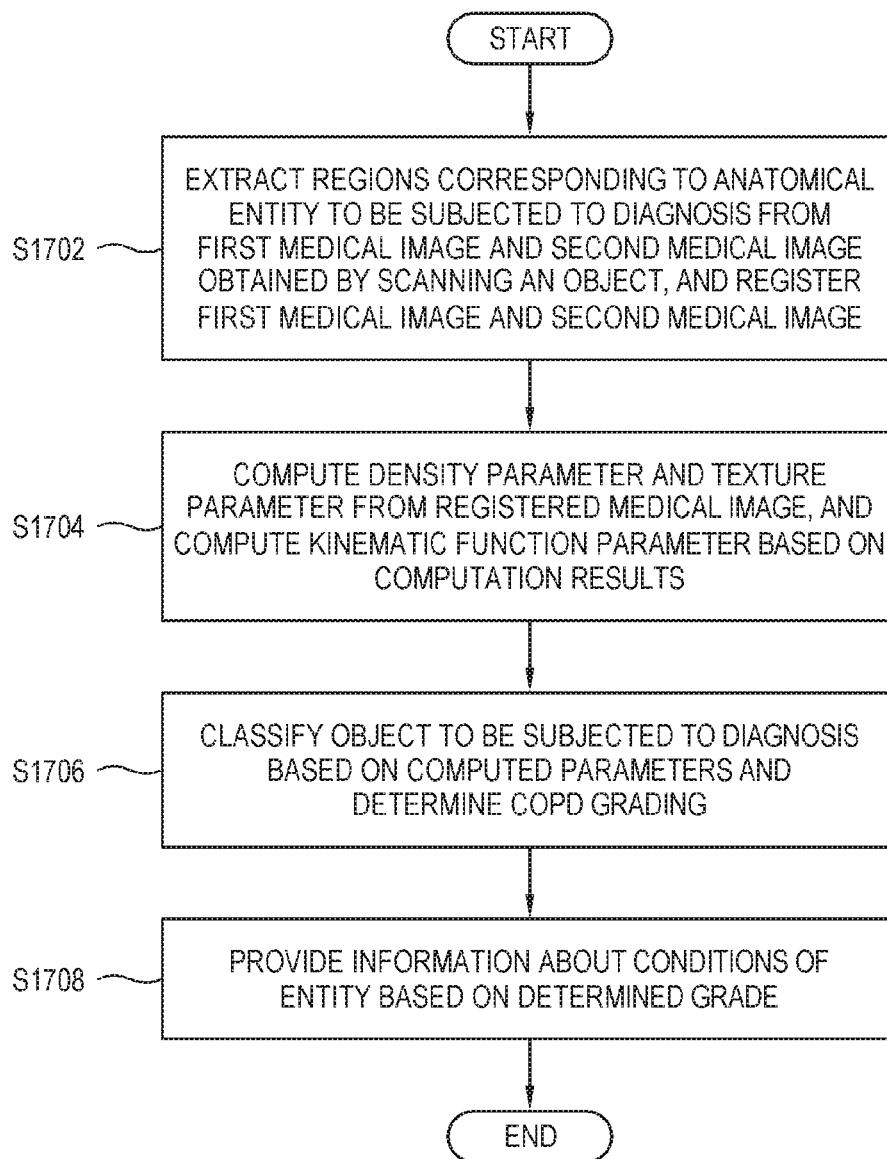 START
EXTRACT REGIONS CORRESPONDING TO ANATOMICAL
ENTITY TO BE SUBJECTED TO DIAGNOSIS FROM
S1702
FIRST MEDICAL IMAGE AND SECOND MEDICAL IMAGE
OBTAINED BY SCANNING AN OBJECT, AND REGISTER
FIRST MEDICAL IMAGE AND SECOND MEDICAL IMAGE
COMPUTE DENSITY PARAMETER AND TEXTURE
S1704
PARAMETER FROM REGISTERED MEDICAL IMAGE, AND
COMPUTE KINEMATIC FUNCTION PARAMETER BASED ON
COMPUTATION RESULTS
CLASSIFY OBJECT TO BE SUBJECTED TO DIAGNOSIS
S1706
BASED ON COMPUTED PARAMETERS AND
DETERMINE COPD GRADING
S1708
PROVIDE INFORMATION ABOUT CONDITIONS OF
ENTITY BASED ON DETERMINED GRADE
END